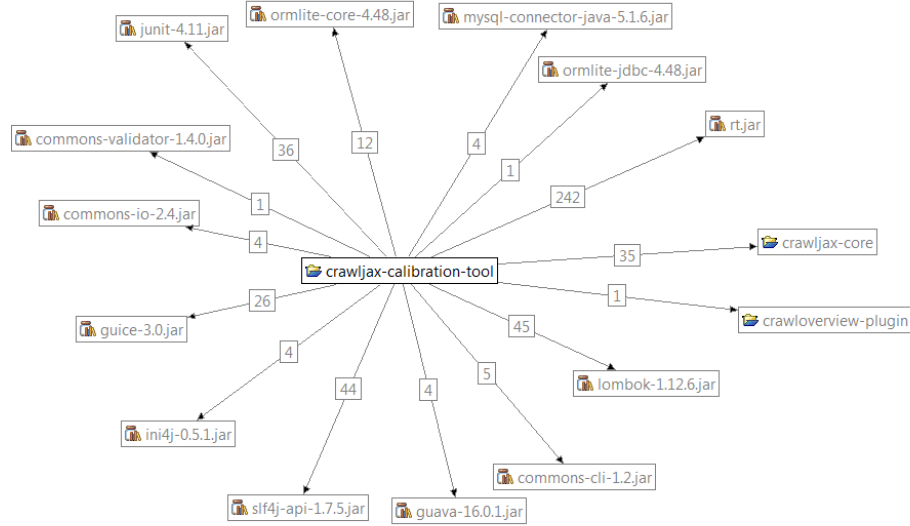 ormlite-core-4.48.jar
mysql-connector-java-5.1.6.jar
junit-4.11.jar
ormlite-jdbc-4.48.jar
rt.jar
commons-validator-1.4.0.jar
36
12
4
1
242
1
commons-io-2.4.jar
4
35
crawljax-core
crawljax-calibration-tool
26
1
crawloverview-plugin
guice-3.0.jar
45
4
5
lombok-1.12.6.jar
44
4
ini4j-0.5.1.jar
commons-cli-1.2.jar
slf4j-api-1.7.5.jar
guava-16.0.1.jar